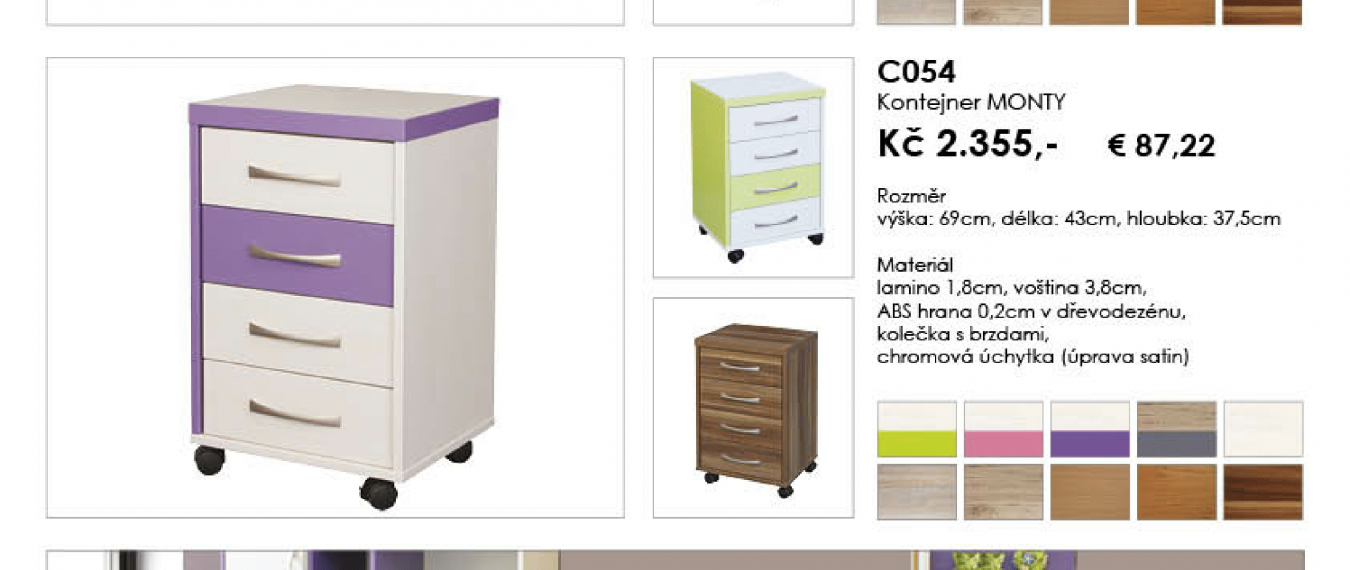 C054
Kontejner MONTY
Kč 2.355,- € 87,22
Rozměr
výška: 69cm, délka: 43cm, hloubka: 37,5cm
Materiál
lamino 1,8cm, voština 3,8cm,
ABS hrana 0,2cm v dřevodezénu,
kolečka s brzdami,
chromová úchytka (úprava satin)